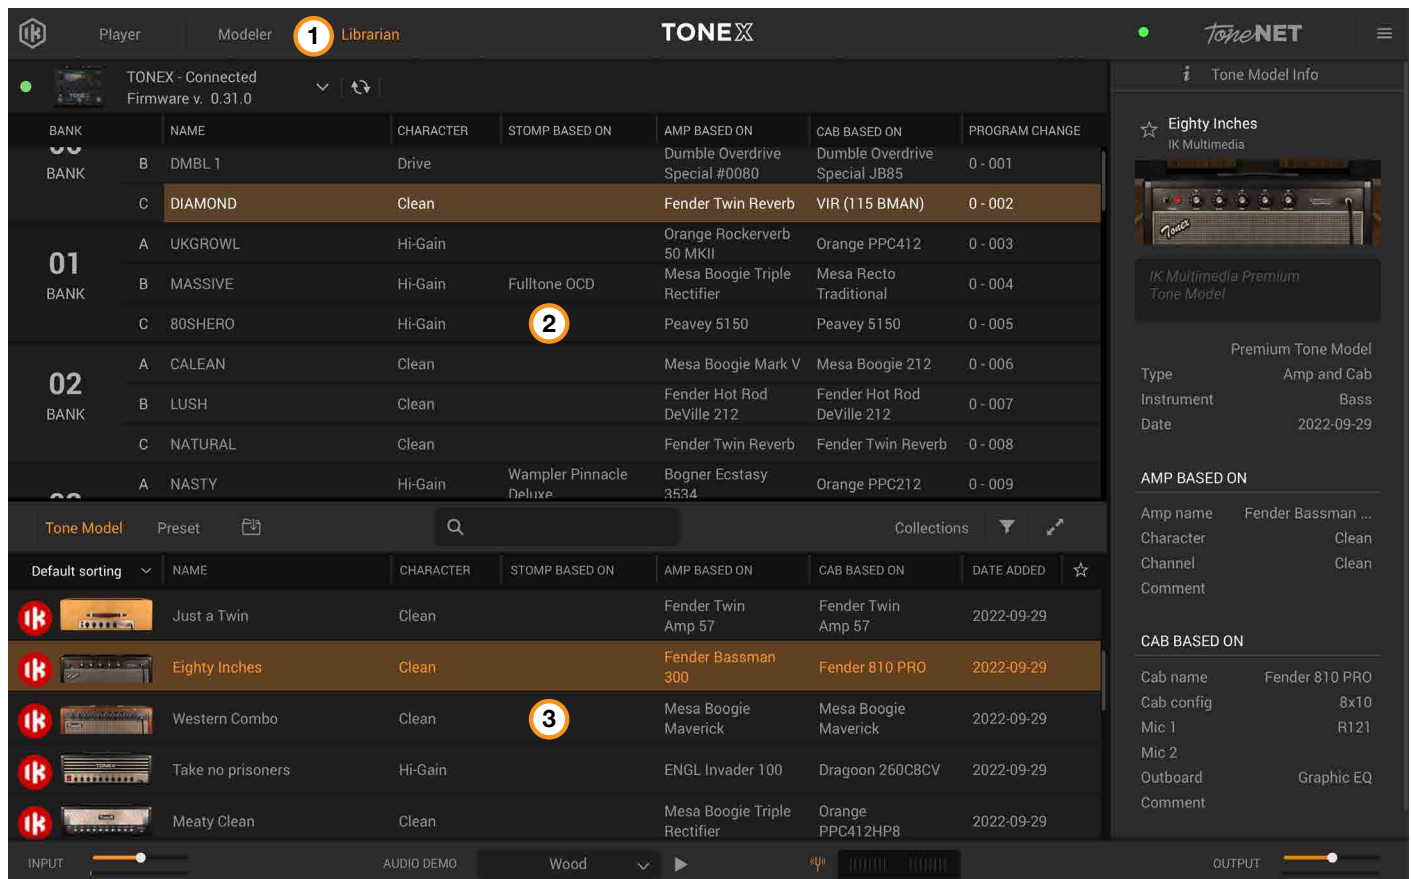 Player
Modeler
1
Librarian
TONEX
ToneNET
TONEX - Connected
Firmware v. 0.31.0
BANK NAME CHARACTER STOMP BASED ON AMP BASED ON CAB BASED ON PROGRAM CHANGE
BANK
B DMBL 1 Drive Dumble Overdrive Special #0080 Dumble Overdrive Special JB85 0 - 001
C DIAMOND Clean Fender Twin Reverb VIR (115 BMAN) 0 - 002
01
BANK
A UKGROWL Hi-Gain Orange Rockerverb 50 MKII Orange PPC412 0 - 003
B MASSIVE Hi-Gain Fulltone OCD Mesa Boogie Triple Rectifier Mesa Recto Traditional 0 - 004
C 80SHERO Hi-Gain 2 Peavey 5150 Peavey 5150 0 - 005
02
BANK
A CALEAN Clean Mesa Boogie Mark V Mesa Boogie 212 0 - 006
B LUSH Clean Fender Hot Rod DeVille 212 Fender Hot Rod DeVille 212 0 - 007
C NATURAL Clean Fender Twin Reverb Fender Twin Reverb 0 - 008
A NASTY Hi-Gain Wampler Pinnacle Deluxe Bogner Ecstasy 3534 Orange PPC212 0 - 009
Tone Model
Preset
Collections
Default sorting NAME CHARACTER STOMP BASED ON AMP BASED ON CAB BASED ON DATE ADDED
Just a Twin Clean Fender Twin Amp 57 Fender Twin Amp 57 2022-09-29
Eighty Inches Clean Fender Bassman 300 Fender 810 PRO 2022-09-29
Western Combo Clean 3 Mesa Boogie Maverick Mesa Boogie Maverick 2022-09-29
Take no prisoners Hi-Gain ENGL Invader 100 Dragoon 260C8CV 2022-09-29
Meaty Clean Clean Mesa Boogie Triple Rectifier Orange PPC412HP8 2022-09-29
INPUT
AUDIO DEMO
Wood
OUTPUT
i Tone Model Info
Eighty Inches
IK Multimedia
Tonex
IK Multimedia Premium
Tone Model
Premium Tone Model
Type Amp and Cab
Instrument Bass
Date 2022-09-29
AMP BASED ON
Amp name Fender Bassman ...
Character Clean
Channel Clean
Comment
CAB BASED ON
Cab name Fender 810 PRO
Cab config 8x10
Mic 1 R121
Mic 2
Outboard Graphic EQ
Comment